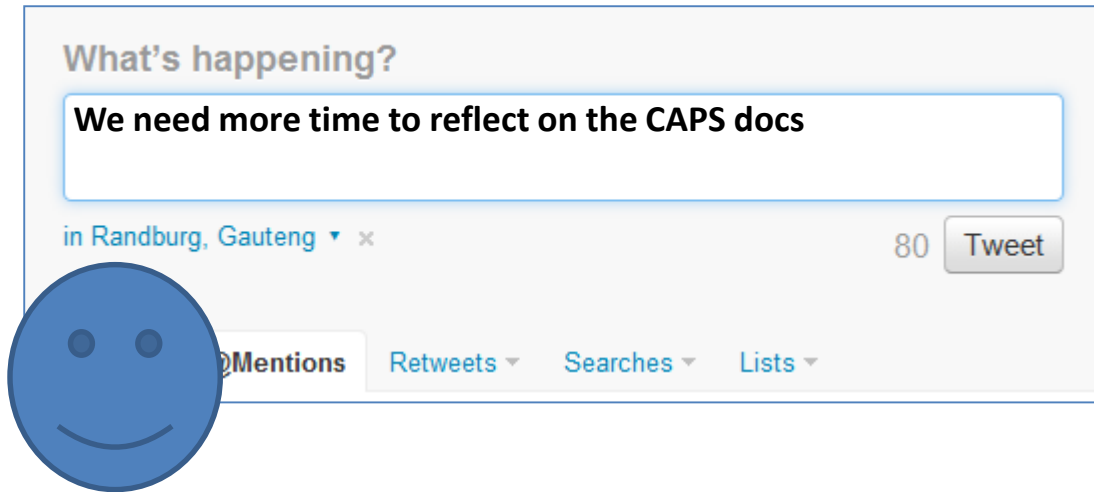 What's happening?
We need more time to reflect on the CAPS docs
in Randburg, Gauteng ▾ ×
80 Tweet
@Mentions Retweets Searches Lists